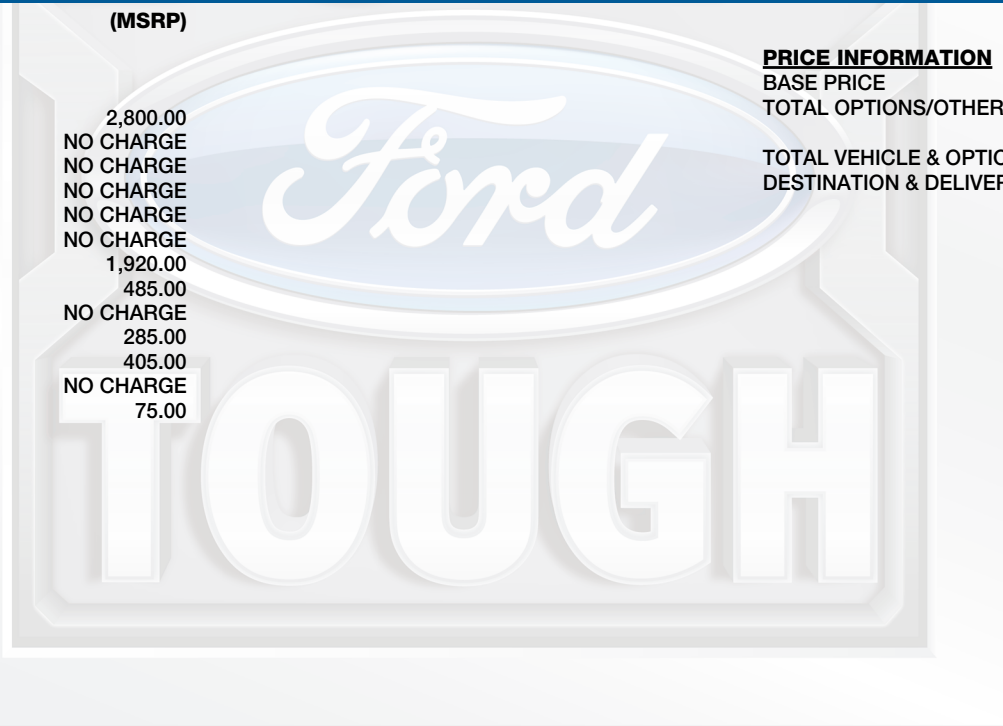 (MSRP)
2,800.00
NO CHARGE
NO CHARGE
NO CHARGE
NO CHARGE
NO CHARGE
1,920.00
485.00
NO CHARGE
285.00
405.00
NO CHARGE
75.00
PRICE INFORMATION
BASE PRICE
TOTAL OPTIONS/OTHER
TOTAL VEHICLE & OPTIO
DESTINATION & DELIVER
Ford
TOUGH